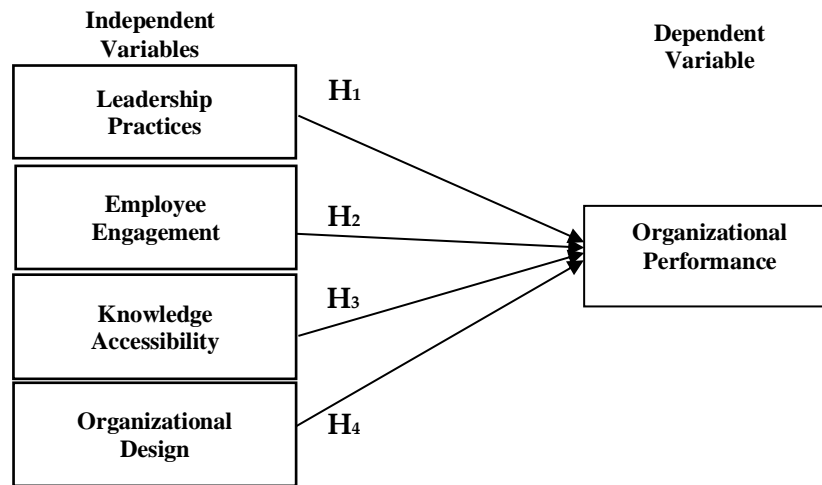 Independent
Variables
Dependent
Variable
Leadership
Practices
H1
Employee
Engagement
H2
Organizational
Performance
Knowledge
Accessibility
H3
Organizational
Design
H4